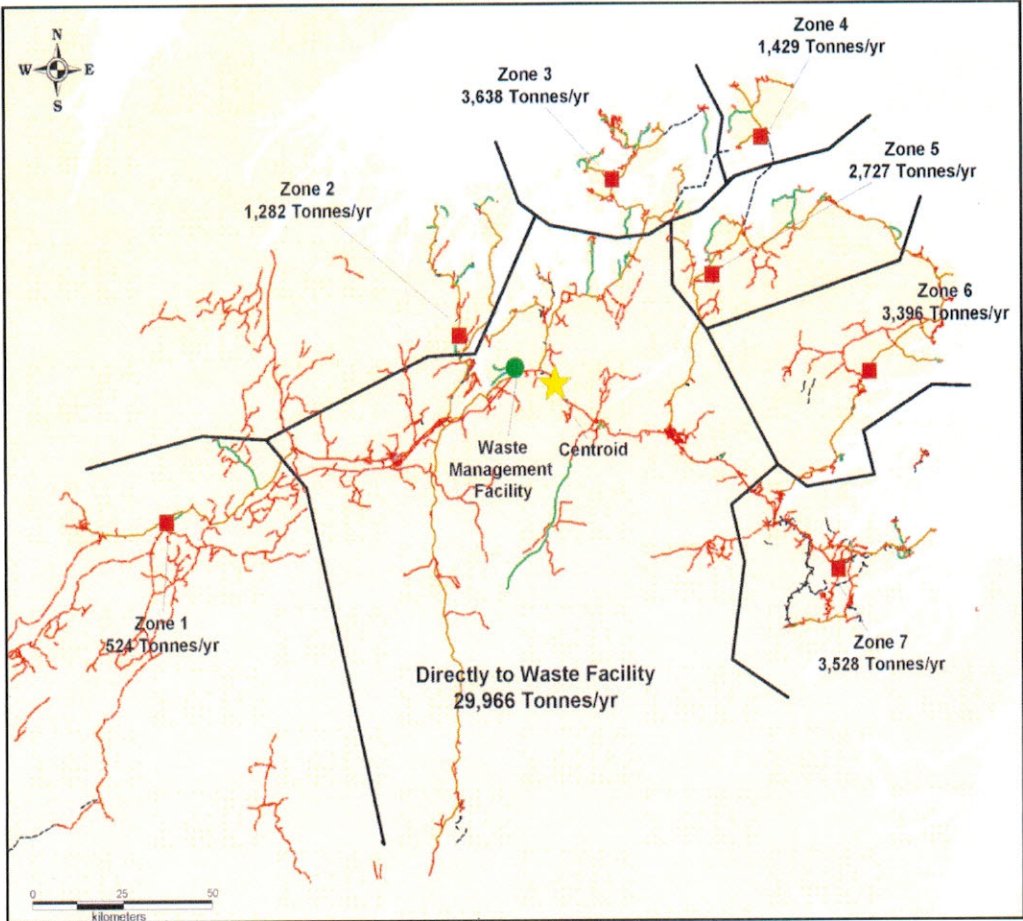 N
W E
S
Zone 4
1,429 Tonnes/yr
Zone 3
3,638 Tonnes/yr
Zone 5
2,727 Tonnes/yr
Zone 2
1,282 Tonnes/yr
Zone 6
3,396 Tonnes/yr
Waste
Management
Facility
Centroid
Zone 1
524 Tonnes/yr
Zone 7
3,528 Tonnes/yr
Directly to Waste Facility
29,966 Tonnes/yr
0 25 50
kilometers